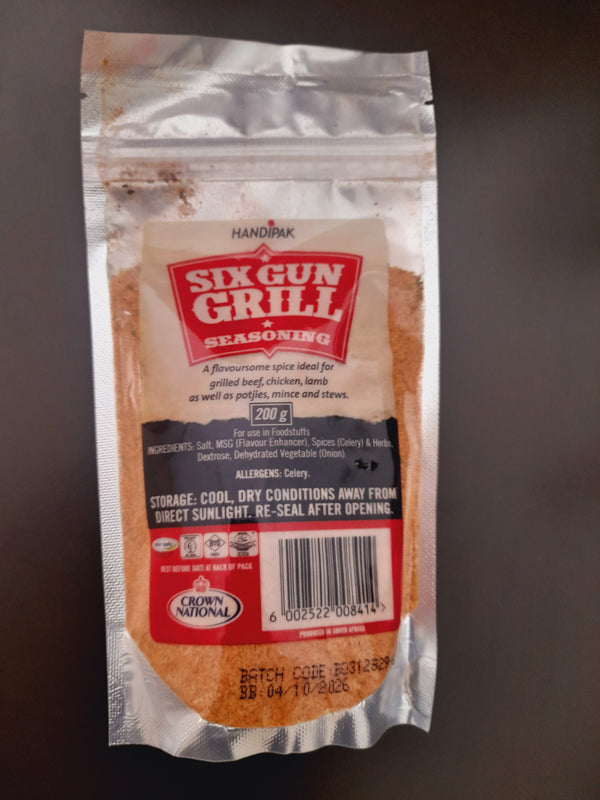 HANDIPAK
SIX GUN
GRILL
SEASONING
A flavoursome spice ideal for
grilled beef, chicken, lamb
as well as potjies, mince and stews.
200 g
For use in Foodstuffs
INGREDIENTS: Salt, MSG (Flavour Enhancer), Spices (Celery) & Herbs,
Dextrose, Dehydrated Vegetable (Onion)
ALLERGENS: Celery.
STORAGE: COOL, DRY CONDITIONS AWAY FROM
DIRECT SUNLIGHT. RE-SEAL AFTER OPENING.
BEST BEFORE DATE AT BACK OF PACK
CROWN
NATIONAL
6 002522 008414 >
PRODUCED IN SOUTH AFRICA
BATCH CODE:
BB:04/10/2026